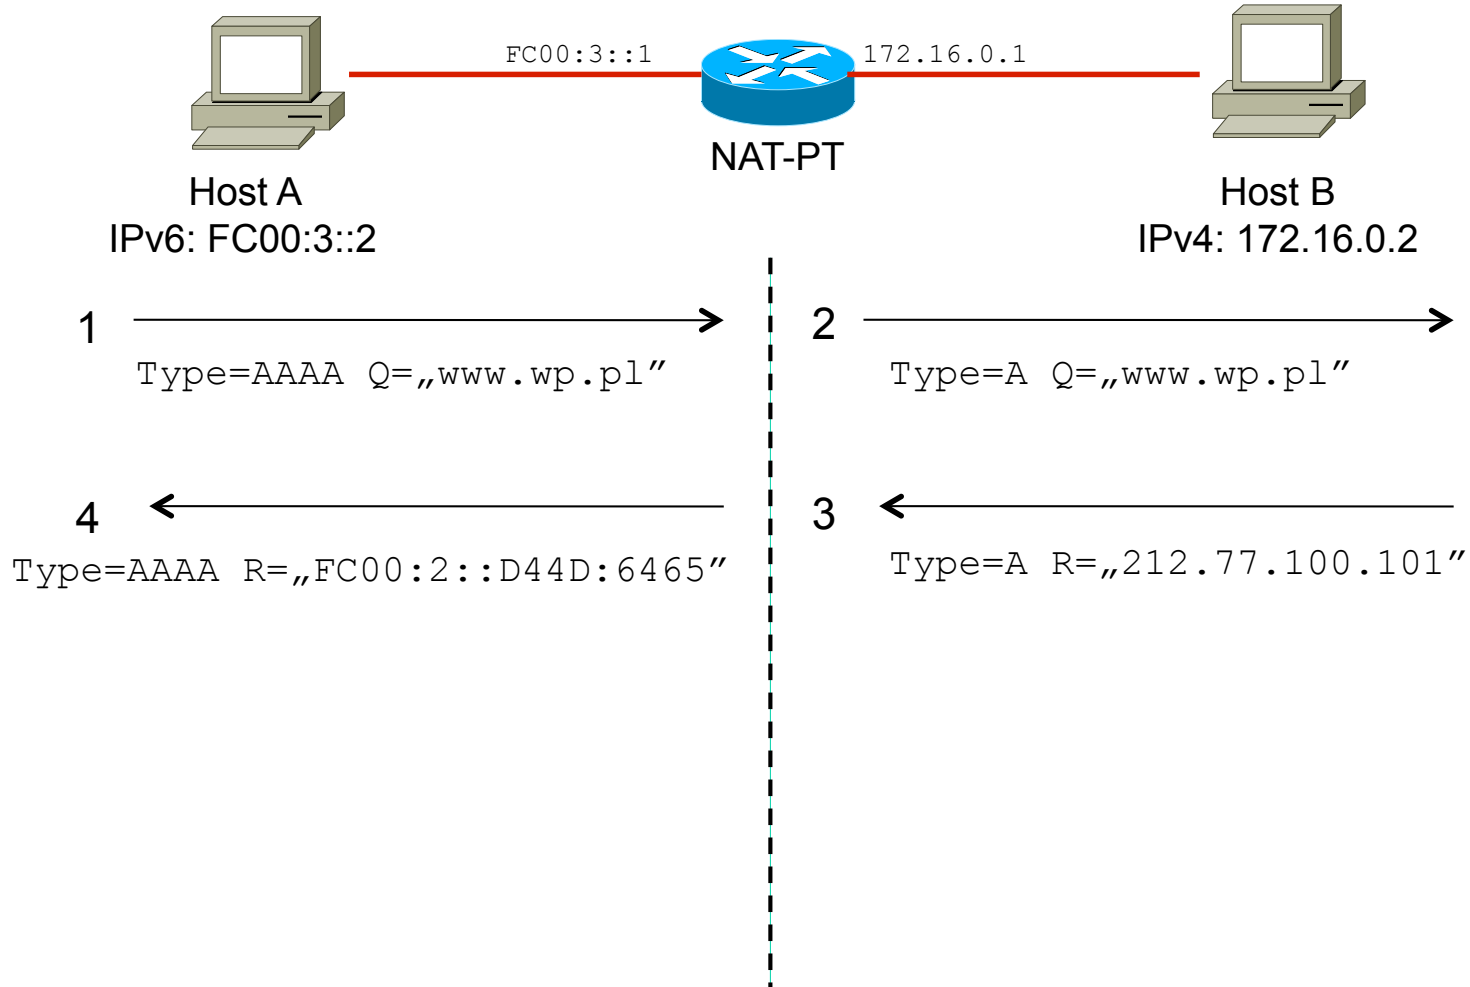 FC00:3::1
172.16.0.1
NAT-PT
Host A
IPv6: FC00:3::2
Host B
IPv4: 172.16.0.2
1
Type=AAAA Q=„www.wp.pl”
2
Type=A Q=„www.wp.pl”
4
Type=AAAA R=„FC00:2::D44D:6465”
3
Type=A R=„212.77.100.101”